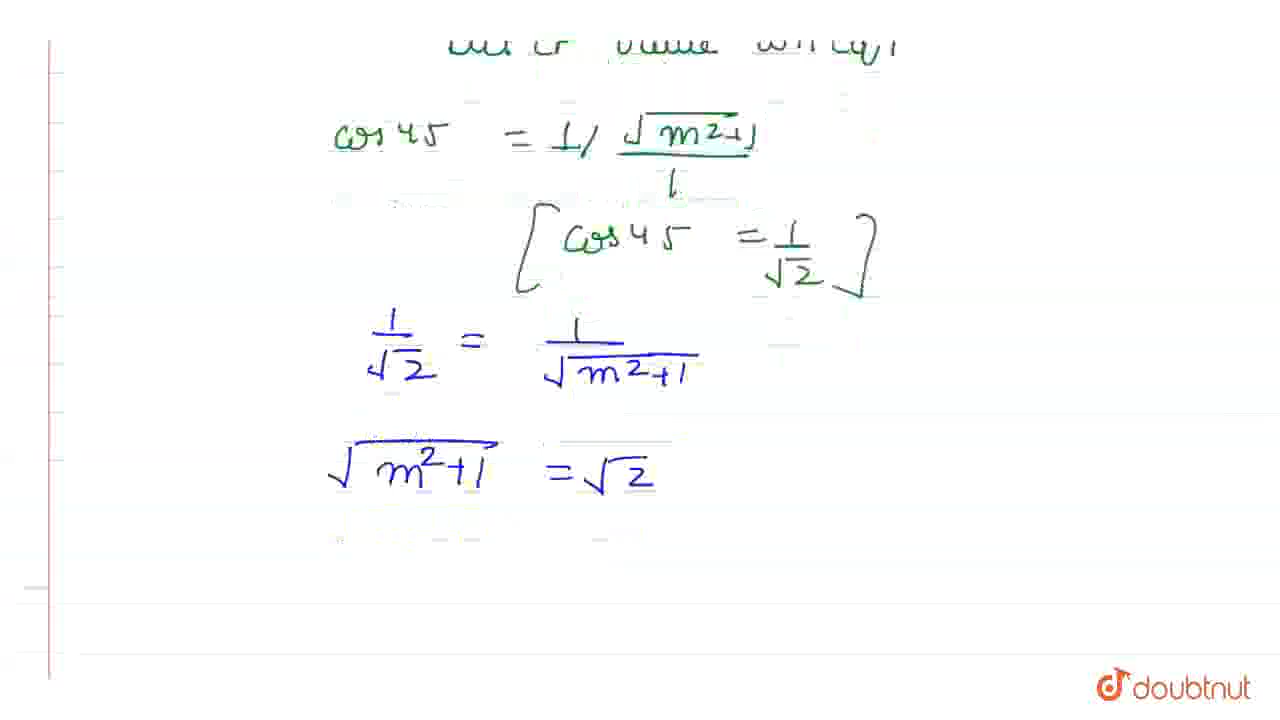 cos 45 = 1/ √m²+1
1
[cos 45 = 1/√2]
1/√2 = 1/√m²+1
√m²+1 = √2
doubtnut